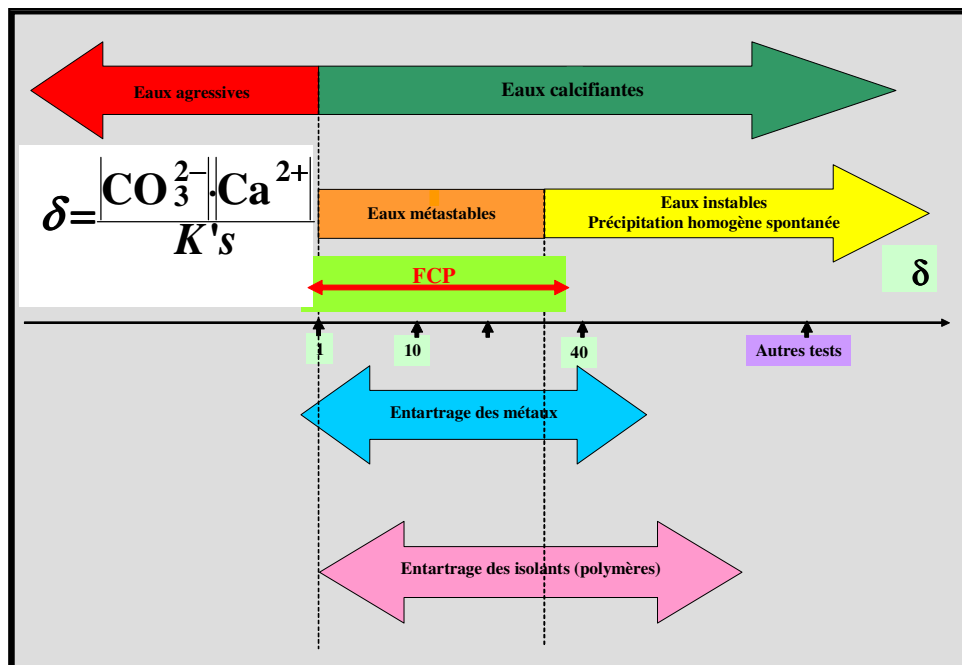 Eaux agressives
Eaux calcifiantes
δ = |CO3^2-|·|Ca^2+| / K's
Eaux métastables
Eaux instables
Précipitation homogène spontanée
FCP
δ
1
10
40
Autres tests
Entartrage des métaux
Entartrage des isolants (polymères)